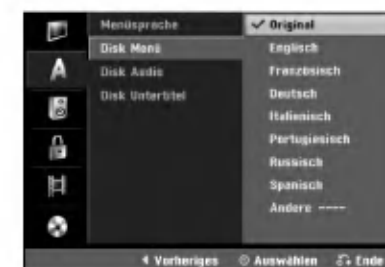 Menüsprache
Disk Menü
Disk Audio
Disk Untertitel
✓ Original
Englisch
Französisch
Deutsch
Italienisch
Portugiesisch
Russisch
Spanisch
Andere ----
Vorheriges Auswählen Ende